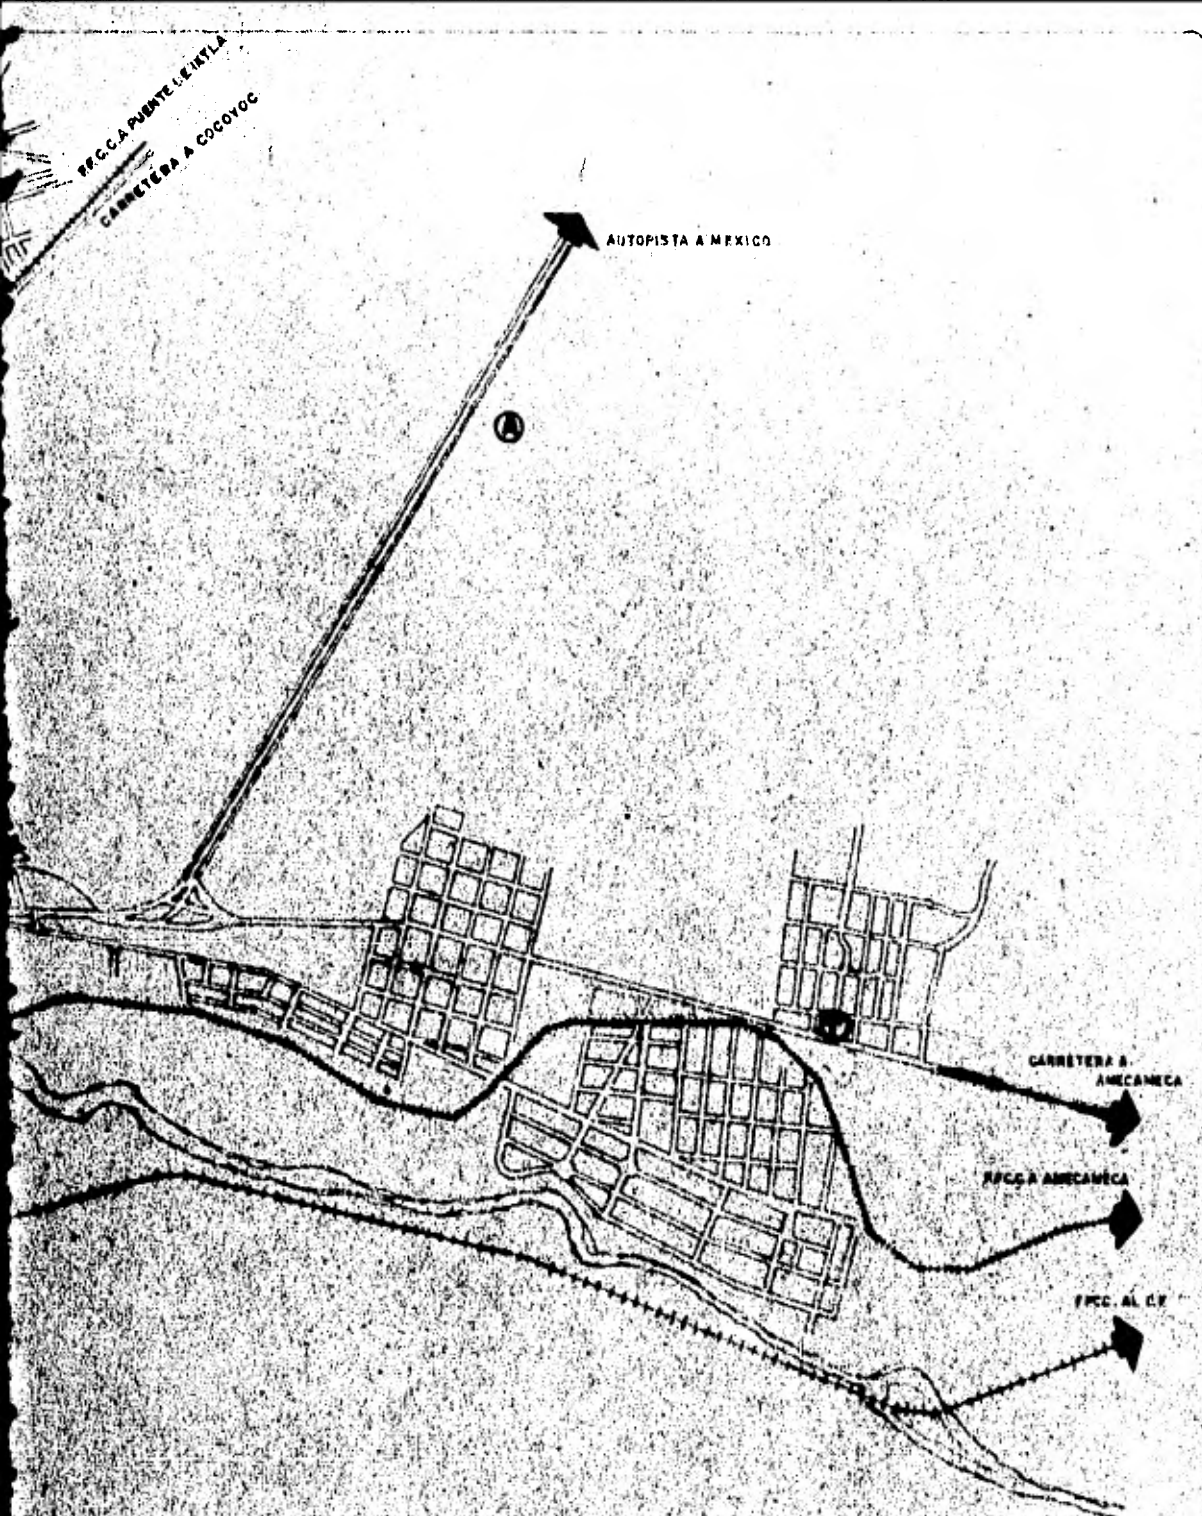 F.F.C.C. A PUENTE DE IXTLA
CARRETERA A COCOYOC
AUTOPISTA A MEXICO
A
CARRETERA A
AMECAMECA
F.F.C.C. A AMECAMECA
F.F.C.C. AL D.F.